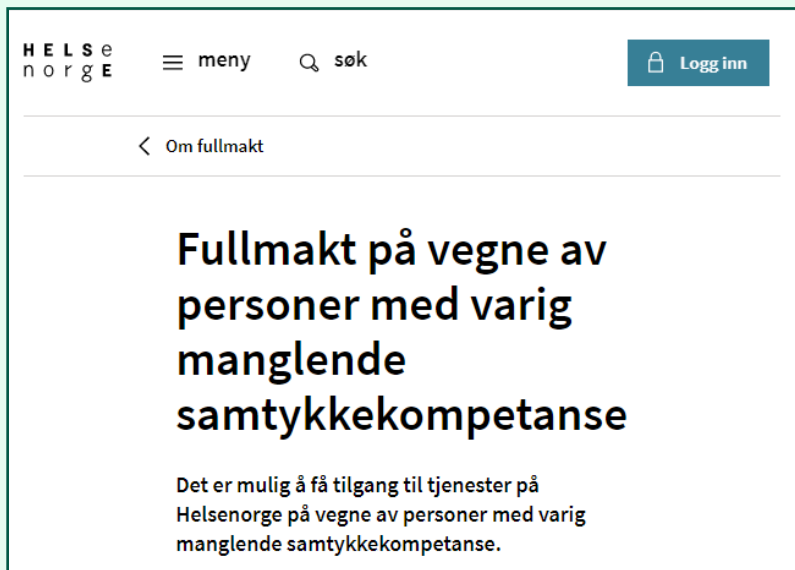 HELSe
norgE
meny
søk
Logg inn
Om fullmakt
Fullmakt på vegne av
personer med varig
manglende
samtykkekompetanse
Det er mulig å få tilgang til tjenester på
Helsenorge på vegne av personer med varig
manglende samtykkekompetanse.